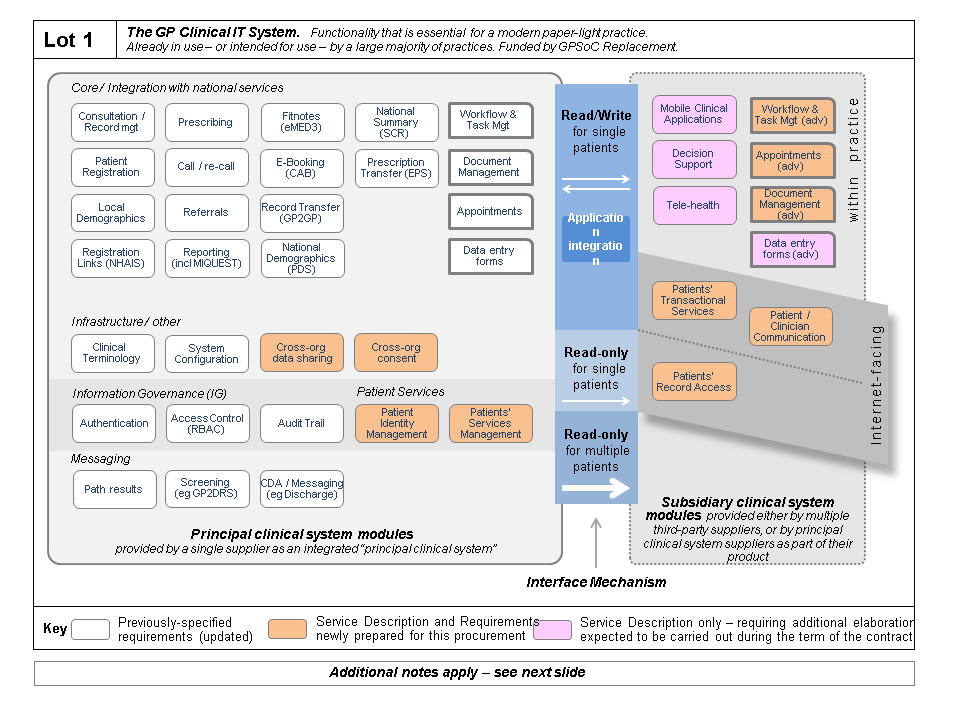 Lot 1
The GP Clinical IT System. Functionality that is essential for a modern paper-light practice.
Already in use – or intended for use – by a large majority of practices. Funded by GPSoC Replacement.
Core / Integration with national services
Consultation /
Record mgt
Prescribing
Fitnotes
(eMED3)
National
Summary
(SCR)
Workflow &
Task Mgt
Patient
Registration
Call / re-call
E-Booking
(CAB)
Prescription
Transfer (EPS)
Document
Management
Local
Demographics
Referrals
Record Transfer
(GP2GP)
Appointments
Registration
Links (NHAIS)
Reporting
(incl MIQUEST)
National
Demographics
(PDS)
Data entry
forms
Infrastructure / other
Clinical
Terminology
System
Configuration
Cross-org
data sharing
Cross-org
consent
Information Governance (IG)
Patient Services
Authentication
Access Control
(RBAC)
Audit Trail
Patient
Identity
Management
Patients'
Services
Management
Messaging
Path results
Screening
(eg GP2DRS)
CDA / Messaging
(eg Discharge)
Principal clinical system modules
provided by a single supplier as an integrated "principal clinical system"
Read/Write
for single
patients
Applicatio
n
integratio
n
Read-only
for single
patients
Read-only
for multiple
patients
Interface Mechanism
Mobile Clinical
Applications
Workflow &
Task Mgt (adv)
Decision
Support
Appointments
(adv)
Tele-health
Document
Management
(adv)
Data entry
forms (adv)
within practice
Patients'
Transactional
Services
Patient /
Clinician
Communication
Patients'
Record Access
Internet-facing
Subsidiary clinical system
modules provided either by multiple
third-party suppliers, or by principal
clinical system suppliers as part of their
product
Key
Previously-specified
requirements (updated)
Service Description and Requirements
newly prepared for this procurement
Service Description only – requiring additional elaboration
expected to be carried out during the term of the contract
Additional notes apply – see next slide